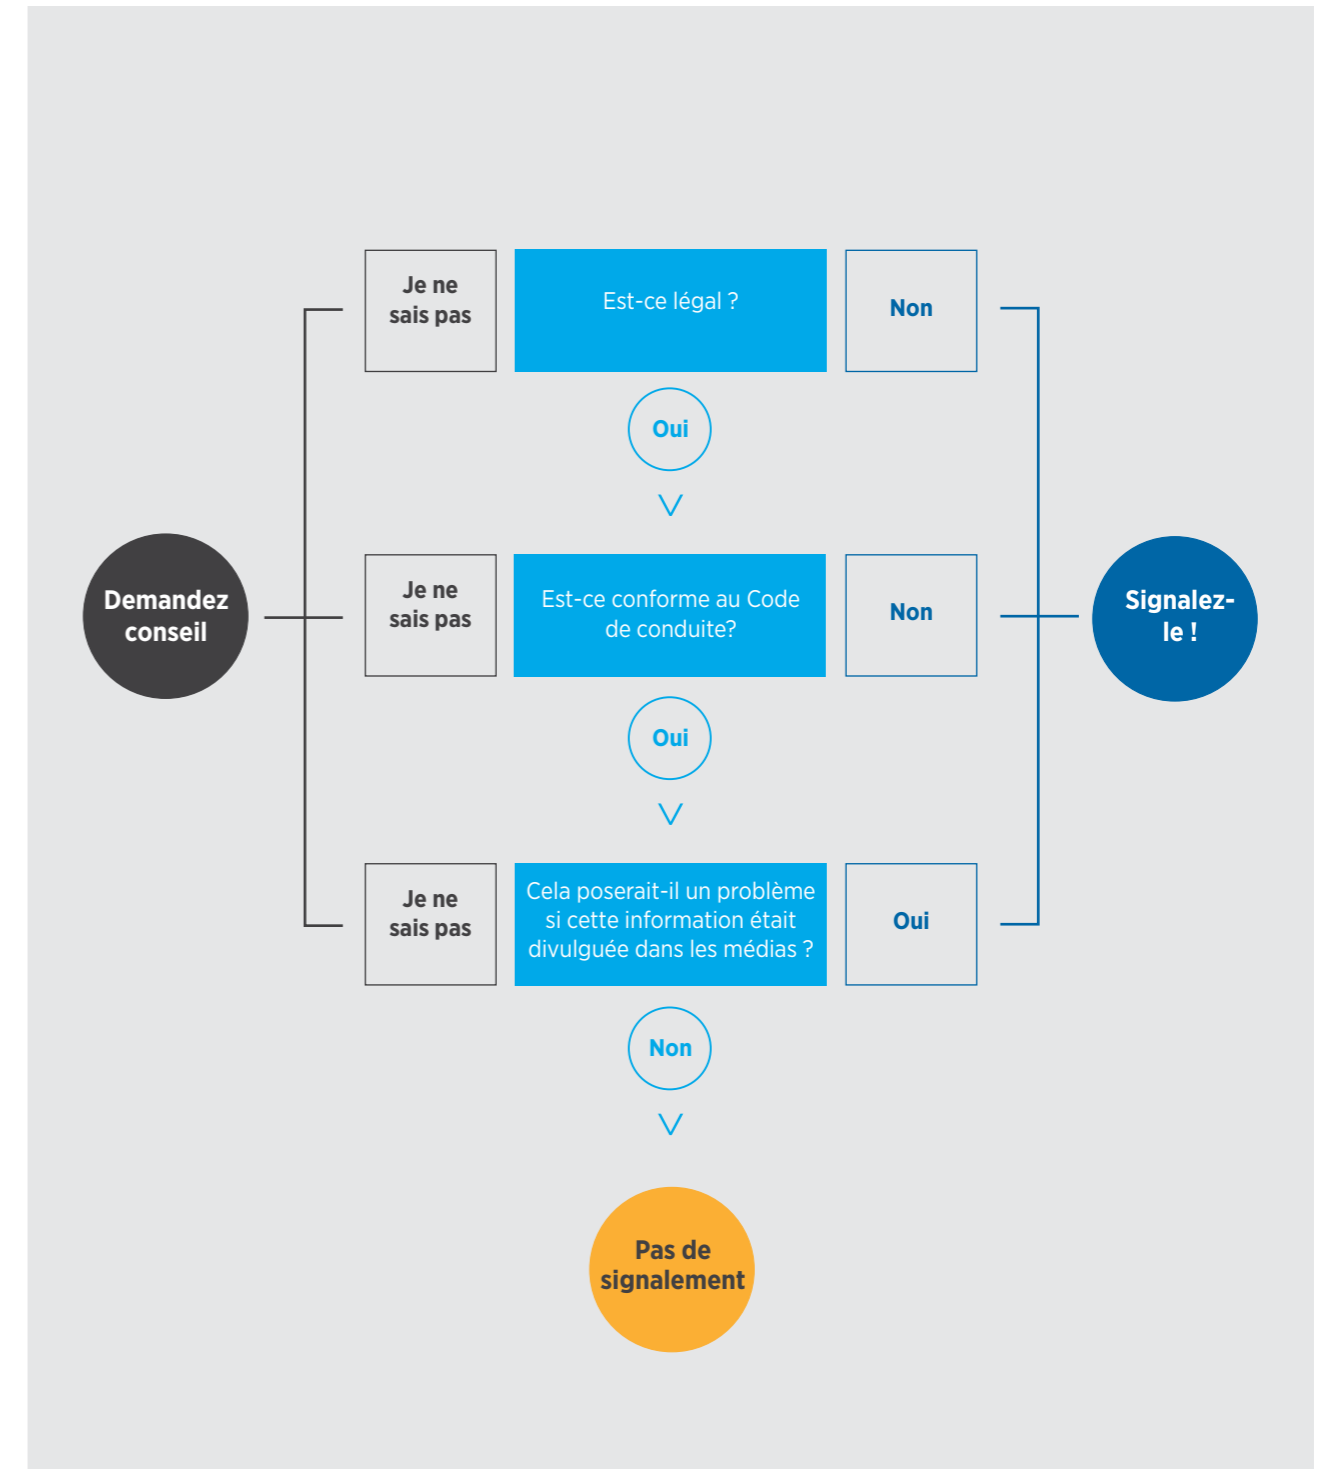 Je ne
sais pas
Est-ce légal ?
Non
Oui
Demandez
conseil
Je ne
sais pas
Est-ce conforme au Code
de conduite?
Non
Signalez-
le !
Oui
Je ne
sais pas
Cela poserait-il un problème
si cette information était
divulguée dans les médias ?
Oui
Non
Pas de
signalement